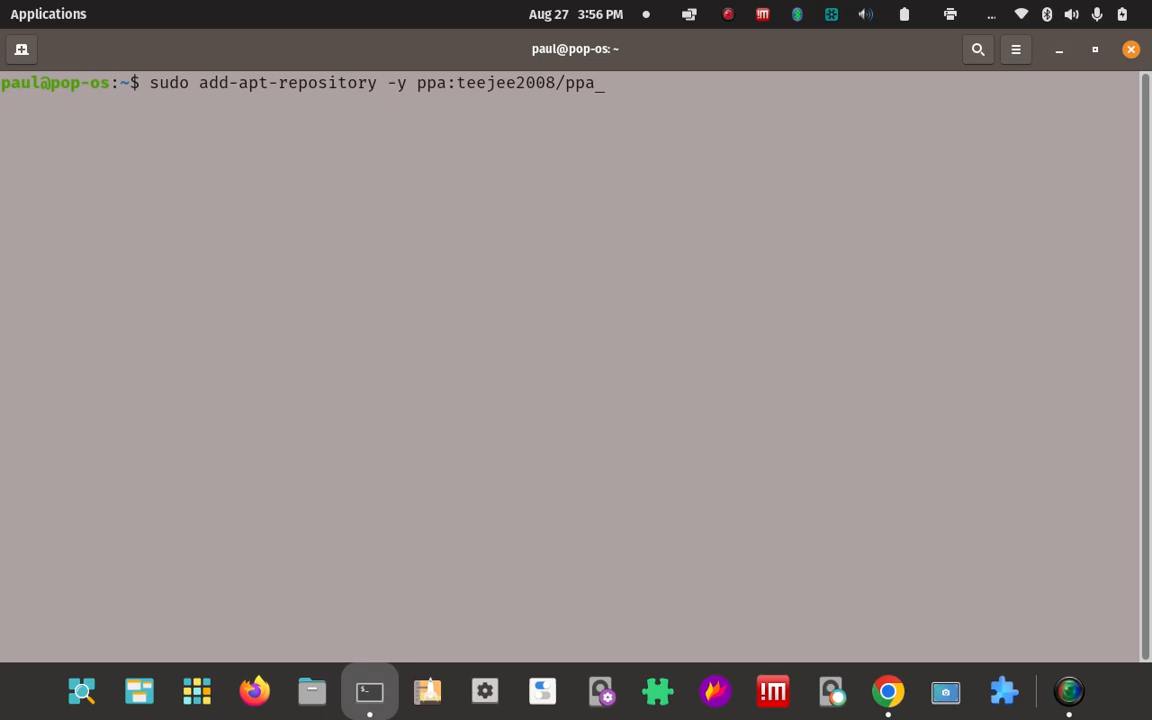 Applications
Aug 27 3:56 PM
...
paul@pop-os: ~
paul@pop-os:~$ sudo add-apt-repository -y ppa:teejee2008/ppa_
$_
!M